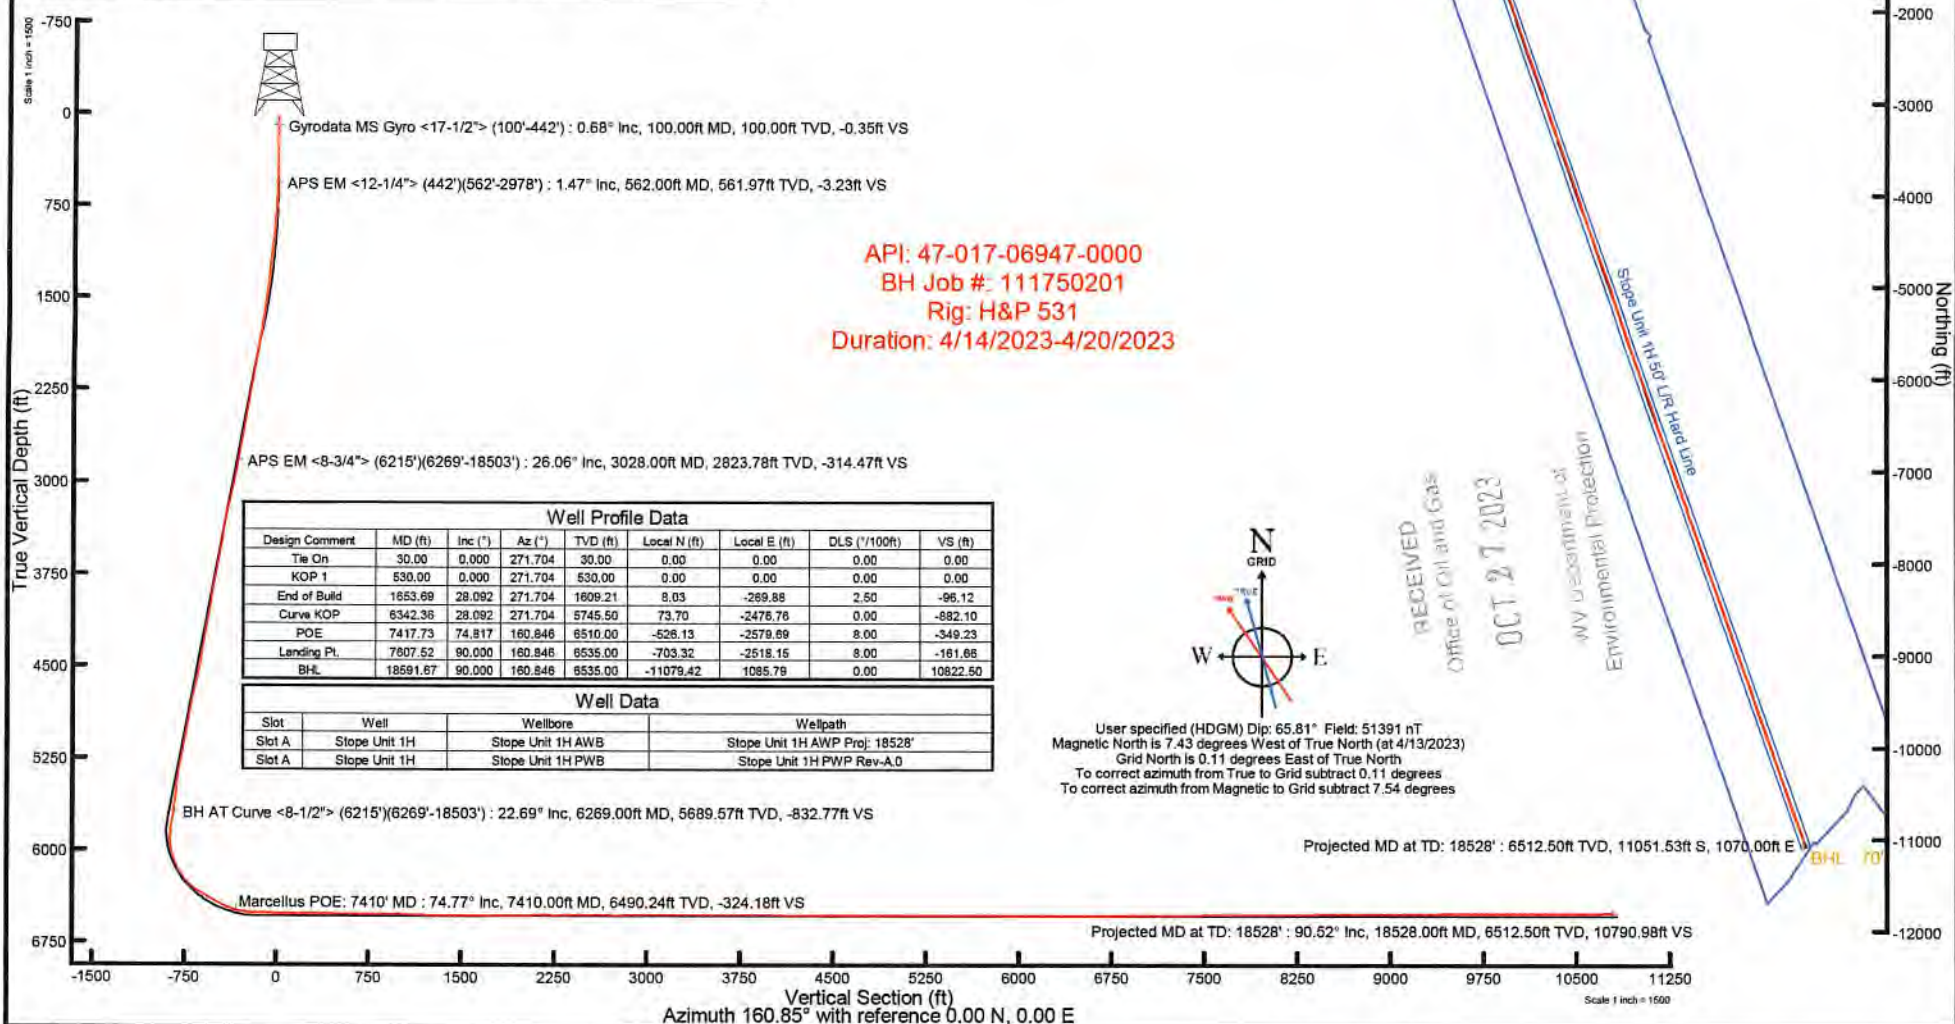 Scale 1 inch = 1500
-750
0
750
1500
2250
3000
3750
4500
5250
6000
6750
True Vertical Depth (ft)
Gyrodata MS Gyro <17-1/2"> (100'-442') : 0.68° Inc, 100.00ft MD, 100.00ft TVD, -0.35ft VS
APS EM <12-1/4"> (442')(562'-2978') : 1.47° Inc, 562.00ft MD, 561.97ft TVD, -3.23ft VS
API: 47-017-06947-0000
BH Job #: 111750201
Rig: H&P 531
Duration: 4/14/2023-4/20/2023
APS EM <8-3/4"> (6215')(6269'-18503') : 26.06° Inc, 3028.00ft MD, 2823.78ft TVD, -314.47ft VS
Well Profile Data
Design Comment MD (ft) Inc (°) Az (°) TVD (ft) Local N (ft) Local E (ft) DLS (°/100ft) VS (ft)
Tie On 30.00 0.000 271.704 30.00 0.00 0.00 0.00 0.00
KOP 1 530.00 0.000 271.704 530.00 0.00 0.00 0.00 0.00
End of Build 1653.69 28.092 271.704 1609.21 8.03 -269.88 2.50 -96.12
Curve KOP 6342.36 28.092 271.704 5745.50 73.70 -2476.76 0.00 -882.10
POE 7417.73 74.817 160.846 6510.00 -526.13 -2579.69 8.00 -349.23
Landing Pt. 7607.52 90.000 160.846 6535.00 -703.32 -2518.15 8.00 -161.66
BHL 18591.67 90.000 160.846 6535.00 -11079.42 1085.79 0.00 10822.50
Well Data
Slot Well Wellbore Wellpath
Slot A Stope Unit 1H Stope Unit 1H AWB Stope Unit 1H AWP Proj: 18528'
Slot A Stope Unit 1H Stope Unit 1H PWB Stope Unit 1H PWP Rev-A.0
BH AT Curve <8-1/2"> (6215')(6269'-18503') : 22.69° Inc, 6269.00ft MD, 5689.57ft TVD, -832.77ft VS
Marcellus POE: 7410' MD : 74.77° Inc, 7410.00ft MD, 6490.24ft TVD, -324.18ft VS
Projected MD at TD: 18528' : 90.52° Inc, 18528.00ft MD, 6512.50ft TVD, 10790.98ft VS
-1500 -750 0 750 1500 2250 3000 3750 4500 5250 6000 6750 7500 8250 9000 9750 10500 11250
Vertical Section (ft)
Azimuth 160.85° with reference 0.00 N, 0.00 E
Scale 1 inch = 1500
N
GRID
TRUE
W E
User specified (HDGM) Dip: 65.81° Field: 51391 nT
Magnetic North is 7.43 degrees West of True North (at 4/13/2023)
Grid North is 0.11 degrees East of True North
To correct azimuth from True to Grid subtract 0.11 degrees
To correct azimuth from Magnetic to Grid subtract 7.54 degrees
RECEIVED
Office of Oil and Gas
OCT 27 2023
WV Department of
Environmental Protection
Stope Unit 1H 50' L/R Hard Line
Projected MD at TD: 18528' : 6512.50ft TVD, 11051.53ft S, 1070.00ft E
BHL 70'
-2000
-3000
-4000
-5000
-6000
-7000
-8000
-9000
-10000
-11000
-12000
Northing (ft)